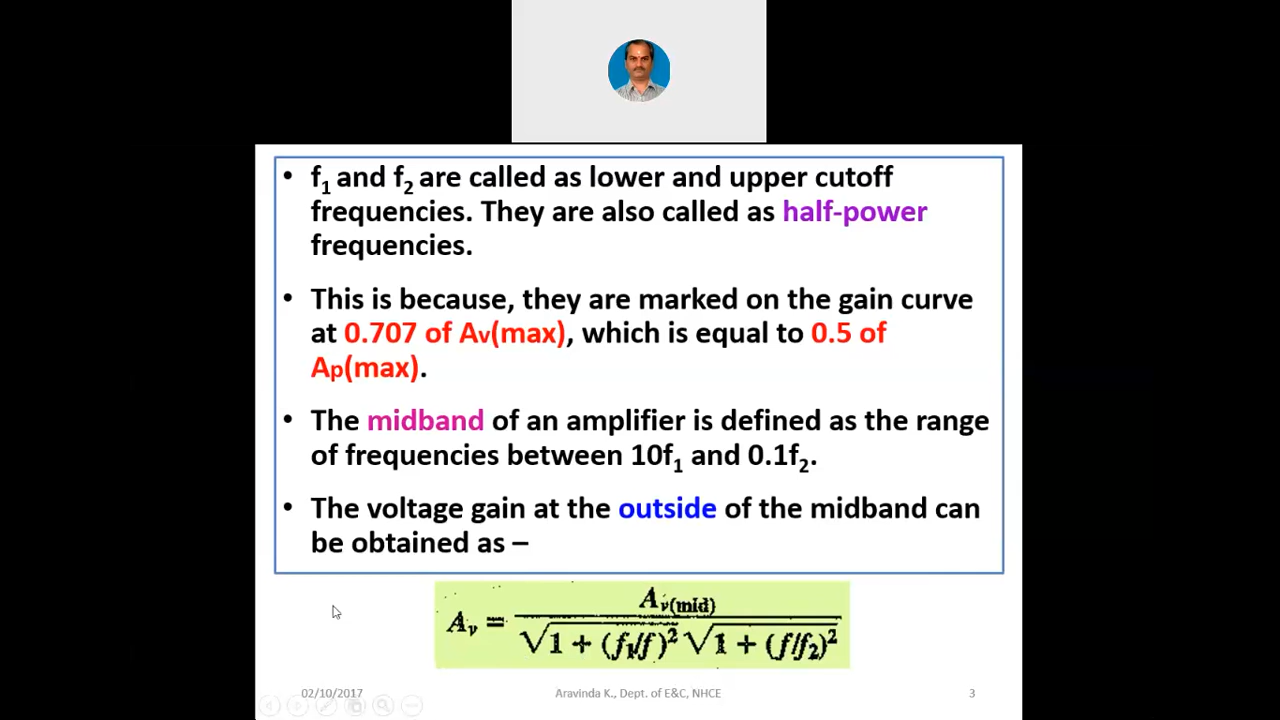 • f₁ and f₂ are called as lower and upper cutoff
frequencies. They are also called as half-power
frequencies.
• This is because, they are marked on the gain curve
at 0.707 of Av(max), which is equal to 0.5 of
Ap(max).
• The midband of an amplifier is defined as the range
of frequencies between 10f₁ and 0.1f₂.
• The voltage gain at the outside of the midband can
be obtained as –
Aᵥ = Aᵥ(mid) / √1 + (f₁/f)² √1 + (f/f₂)²
02/10/2017 Aravinda K., Dept. of E&C, NHCE 3